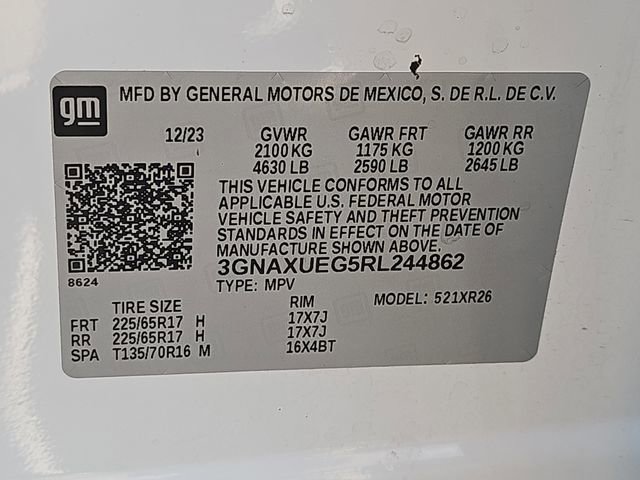 gm MFD BY GENERAL MOTORS DE MEXICO, S. DE R.L. DE C.V.
12/23 GVWR GAWR FRT GAWR RR
2100 KG 1175 KG 1200 KG
4630 LB 2590 LB 2645 LB
THIS VEHICLE CONFORMS TO ALL
APPLICABLE U.S. FEDERAL MOTOR
VEHICLE SAFETY AND THEFT PREVENTION
STANDARDS IN EFFECT ON THE DATE OF
MANUFACTURE SHOWN ABOVE.
3GNAXUEG5RL244862
8624
TYPE: MPV MODEL: 521XR26
TIRE SIZE RIM
FRT 225/65R17 H 17X7J
RR 225/65R17 H 17X7J
SPA T135/70R16 M 16X4BT